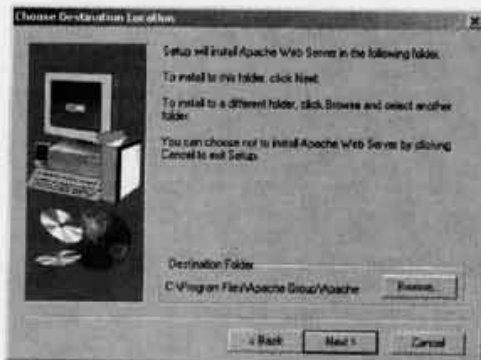 Choose Destination Location
Setup will install Apache Web Server in the following folder.
To install to this folder, click Next.
To install to a different folder, click Browse and select another
folder.
You can choose not to install Apache Web Server by clicking
Cancel to exit Setup.
Destination Folder
C:\Program Files\Apache Group\Apache
Browse...
< Back
Next >
Cancel